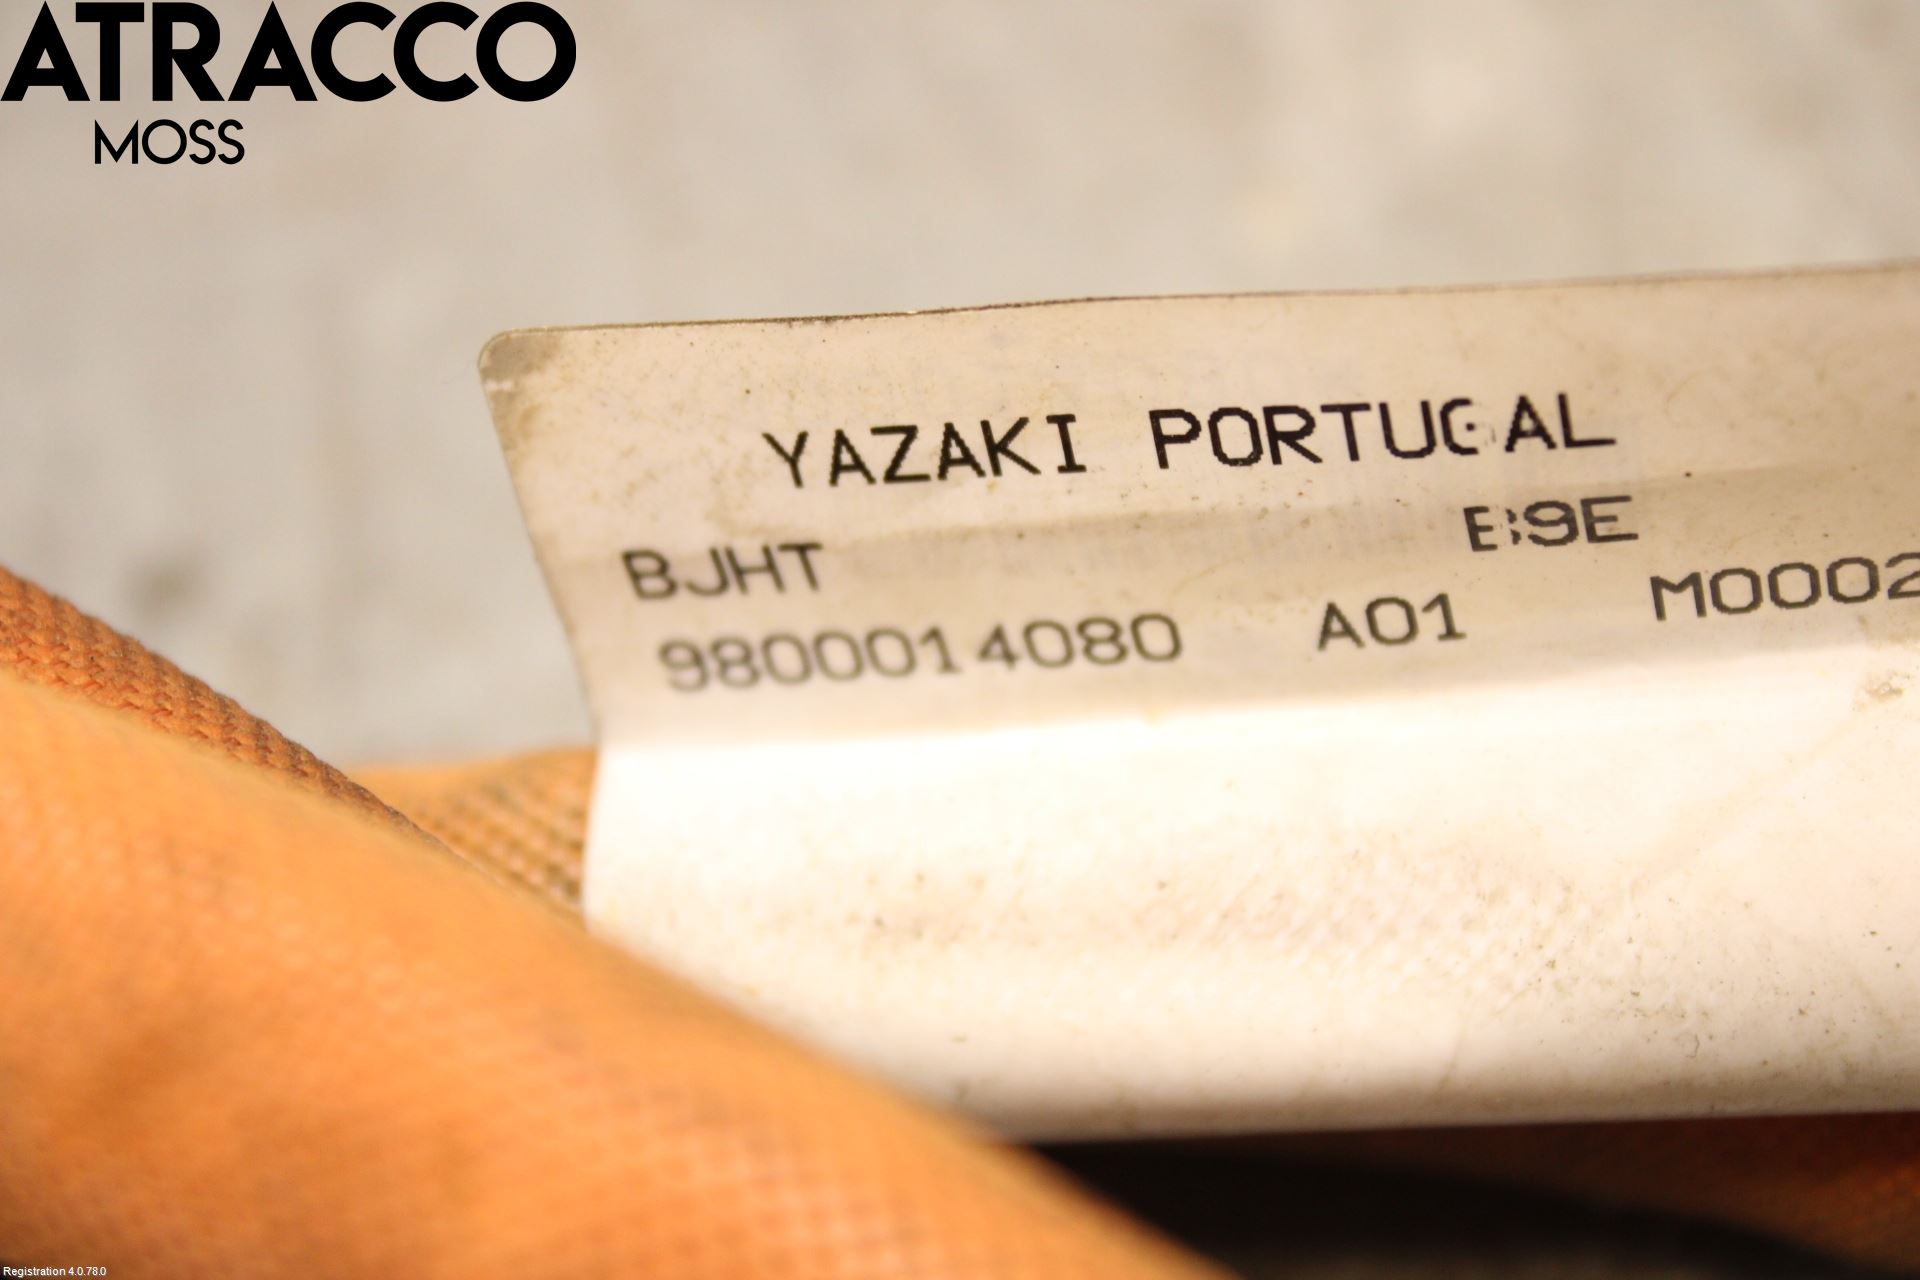 ATRACCO
MOSS
YAZAKI PORTUGAL
BJHT B9E
9800014080 A01 M0002
Registration 4.0.78.0